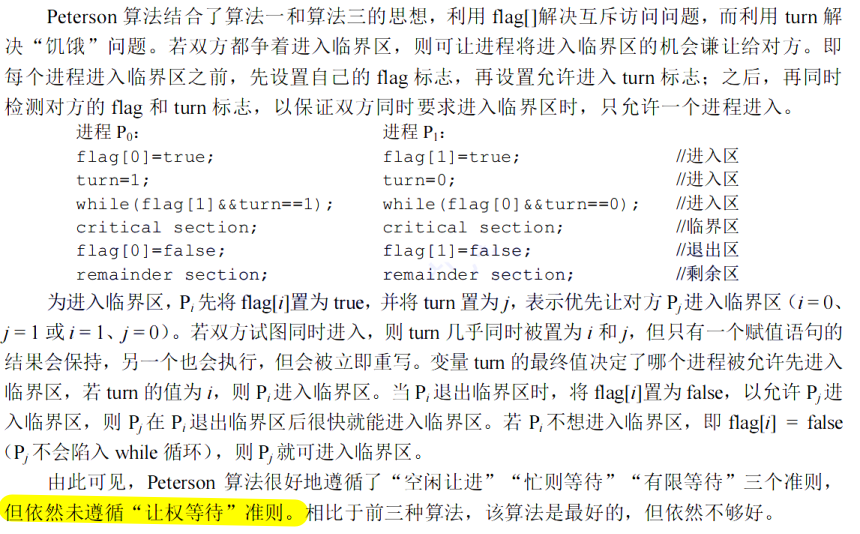 Peterson 算法结合了算法一和算法三的思想，利用 flag[]解决互斥访问问题，而利用 turn 解
决“饥饿”问题。若双方都争着进入临界区，则可让进程将进入临界区的机会谦让给对方。即
每个进程进入临界区之前，先设置自己的 flag 标志，再设置允许进入 turn 标志；之后，再同时
检测对方的 flag 和 turn 标志，以保证双方同时要求进入临界区时，只允许一个进程进入。
进程 P0： 进程 P1：
flag[0]=true; flag[1]=true; //进入区
turn=1; turn=0; //进入区
while(flag[1]&&turn==1); while(flag[0]&&turn==0); //进入区
critical section; critical section; //临界区
flag[0]=false; flag[1]=false; //退出区
remainder section; remainder section; //剩余区
为进入临界区，Pi 先将 flag[i]置为 true，并将 turn 置为 j，表示优先让对方 Pj 进入临界区（i = 0、
j = 1 或 i = 1、j = 0）。若双方试图同时进入，则 turn 几乎同时被置为 i 和 j，但只有一个赋值语句的
结果会保持，另一个也会执行，但会被立即重写。变量 turn 的最终值决定了哪个进程被允许先进入
临界区，若 turn 的值为 i，则 Pi 进入临界区。当 Pi 退出临界区时，将 flag[i]置为 false，以允许 Pj 进
入临界区，则 Pj 在 Pi 退出临界区后很快就能进入临界区。若 Pi 不想进入临界区，即 flag[i] = false
（Pj 不会陷入 while 循环），则 Pj 就可进入临界区。
由此可见，Peterson 算法很好地遵循了“空闲让进”“忙则等待”“有限等待”三个准则，
但依然未遵循“让权等待”准则。相比于前三种算法，该算法是最好的，但依然不够好。